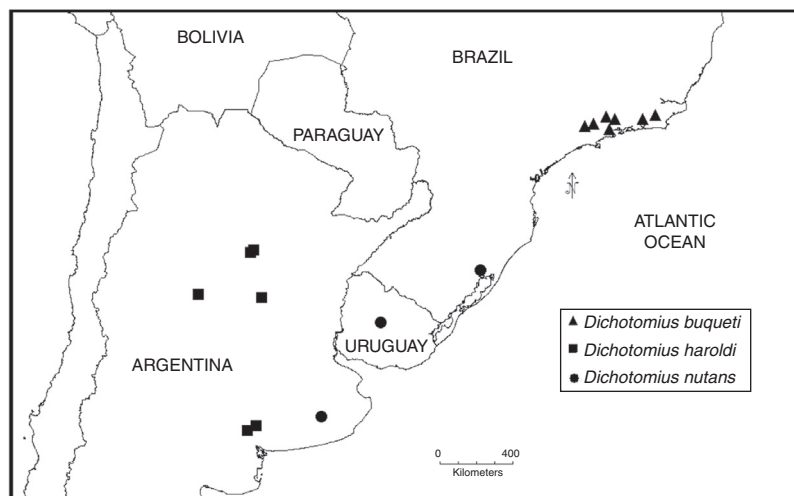 BOLIVIA
BRAZIL
PARAGUAY
ATLANTIC
OCEAN
ARGENTINA
URUGUAY
Dichotomius buqueti
Dichotomius haroldi
Dichotomius nutans
0 400
Kilometers
N